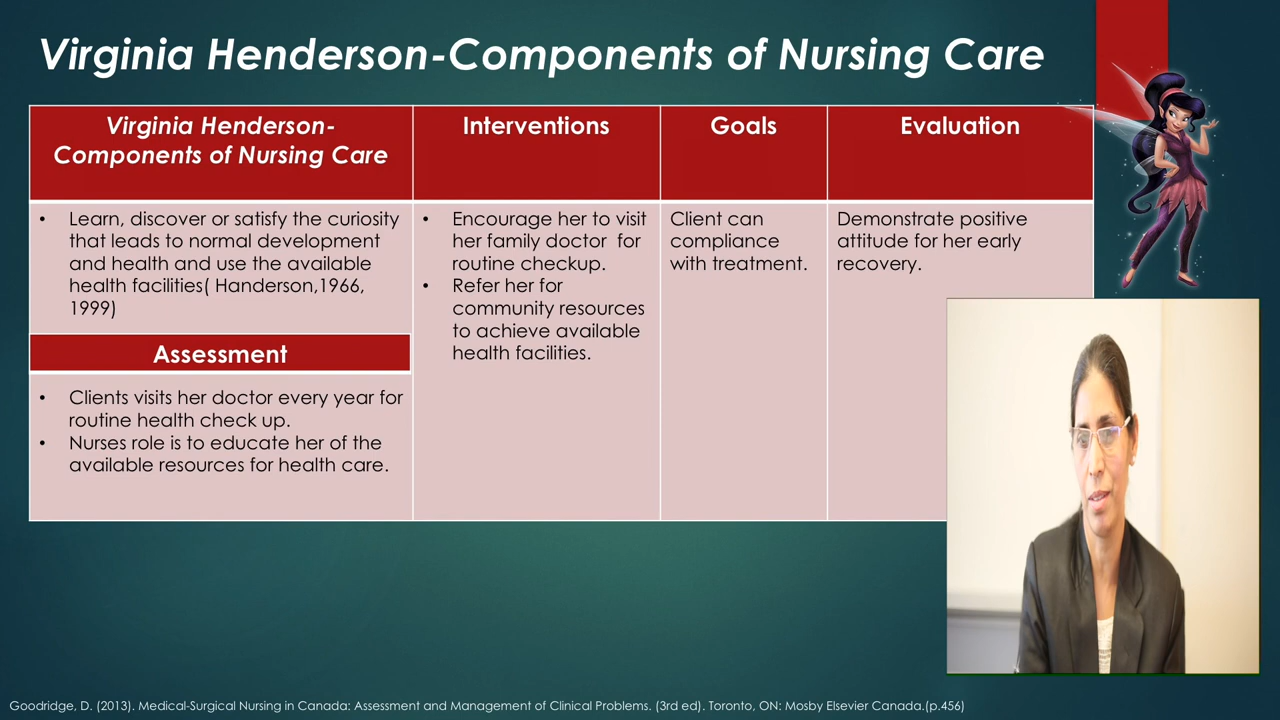 Virginia Henderson-Components of Nursing Care
Virginia Henderson-
Components of Nursing Care
Interventions
Goals
Evaluation
• Learn, discover or satisfy the curiosity
that leads to normal development
and health and use the available
health facilities( Handerson,1966,
1999)
Assessment
• Clients visits her doctor every year for
routine health check up.
• Nurses role is to educate her of the
available resources for health care.
• Encourage her to visit
her family doctor for
routine checkup.
• Refer her for
community resources
to achieve available
health facilities.
Client can
compliance
with treatment.
Demonstrate positive
attitude for her early
recovery.
Goodridge, D. (2013). Medical-Surgical Nursing in Canada: Assessment and Management of Clinical Problems. (3rd ed). Toronto, ON: Mosby Elsevier Canada.(p.456)